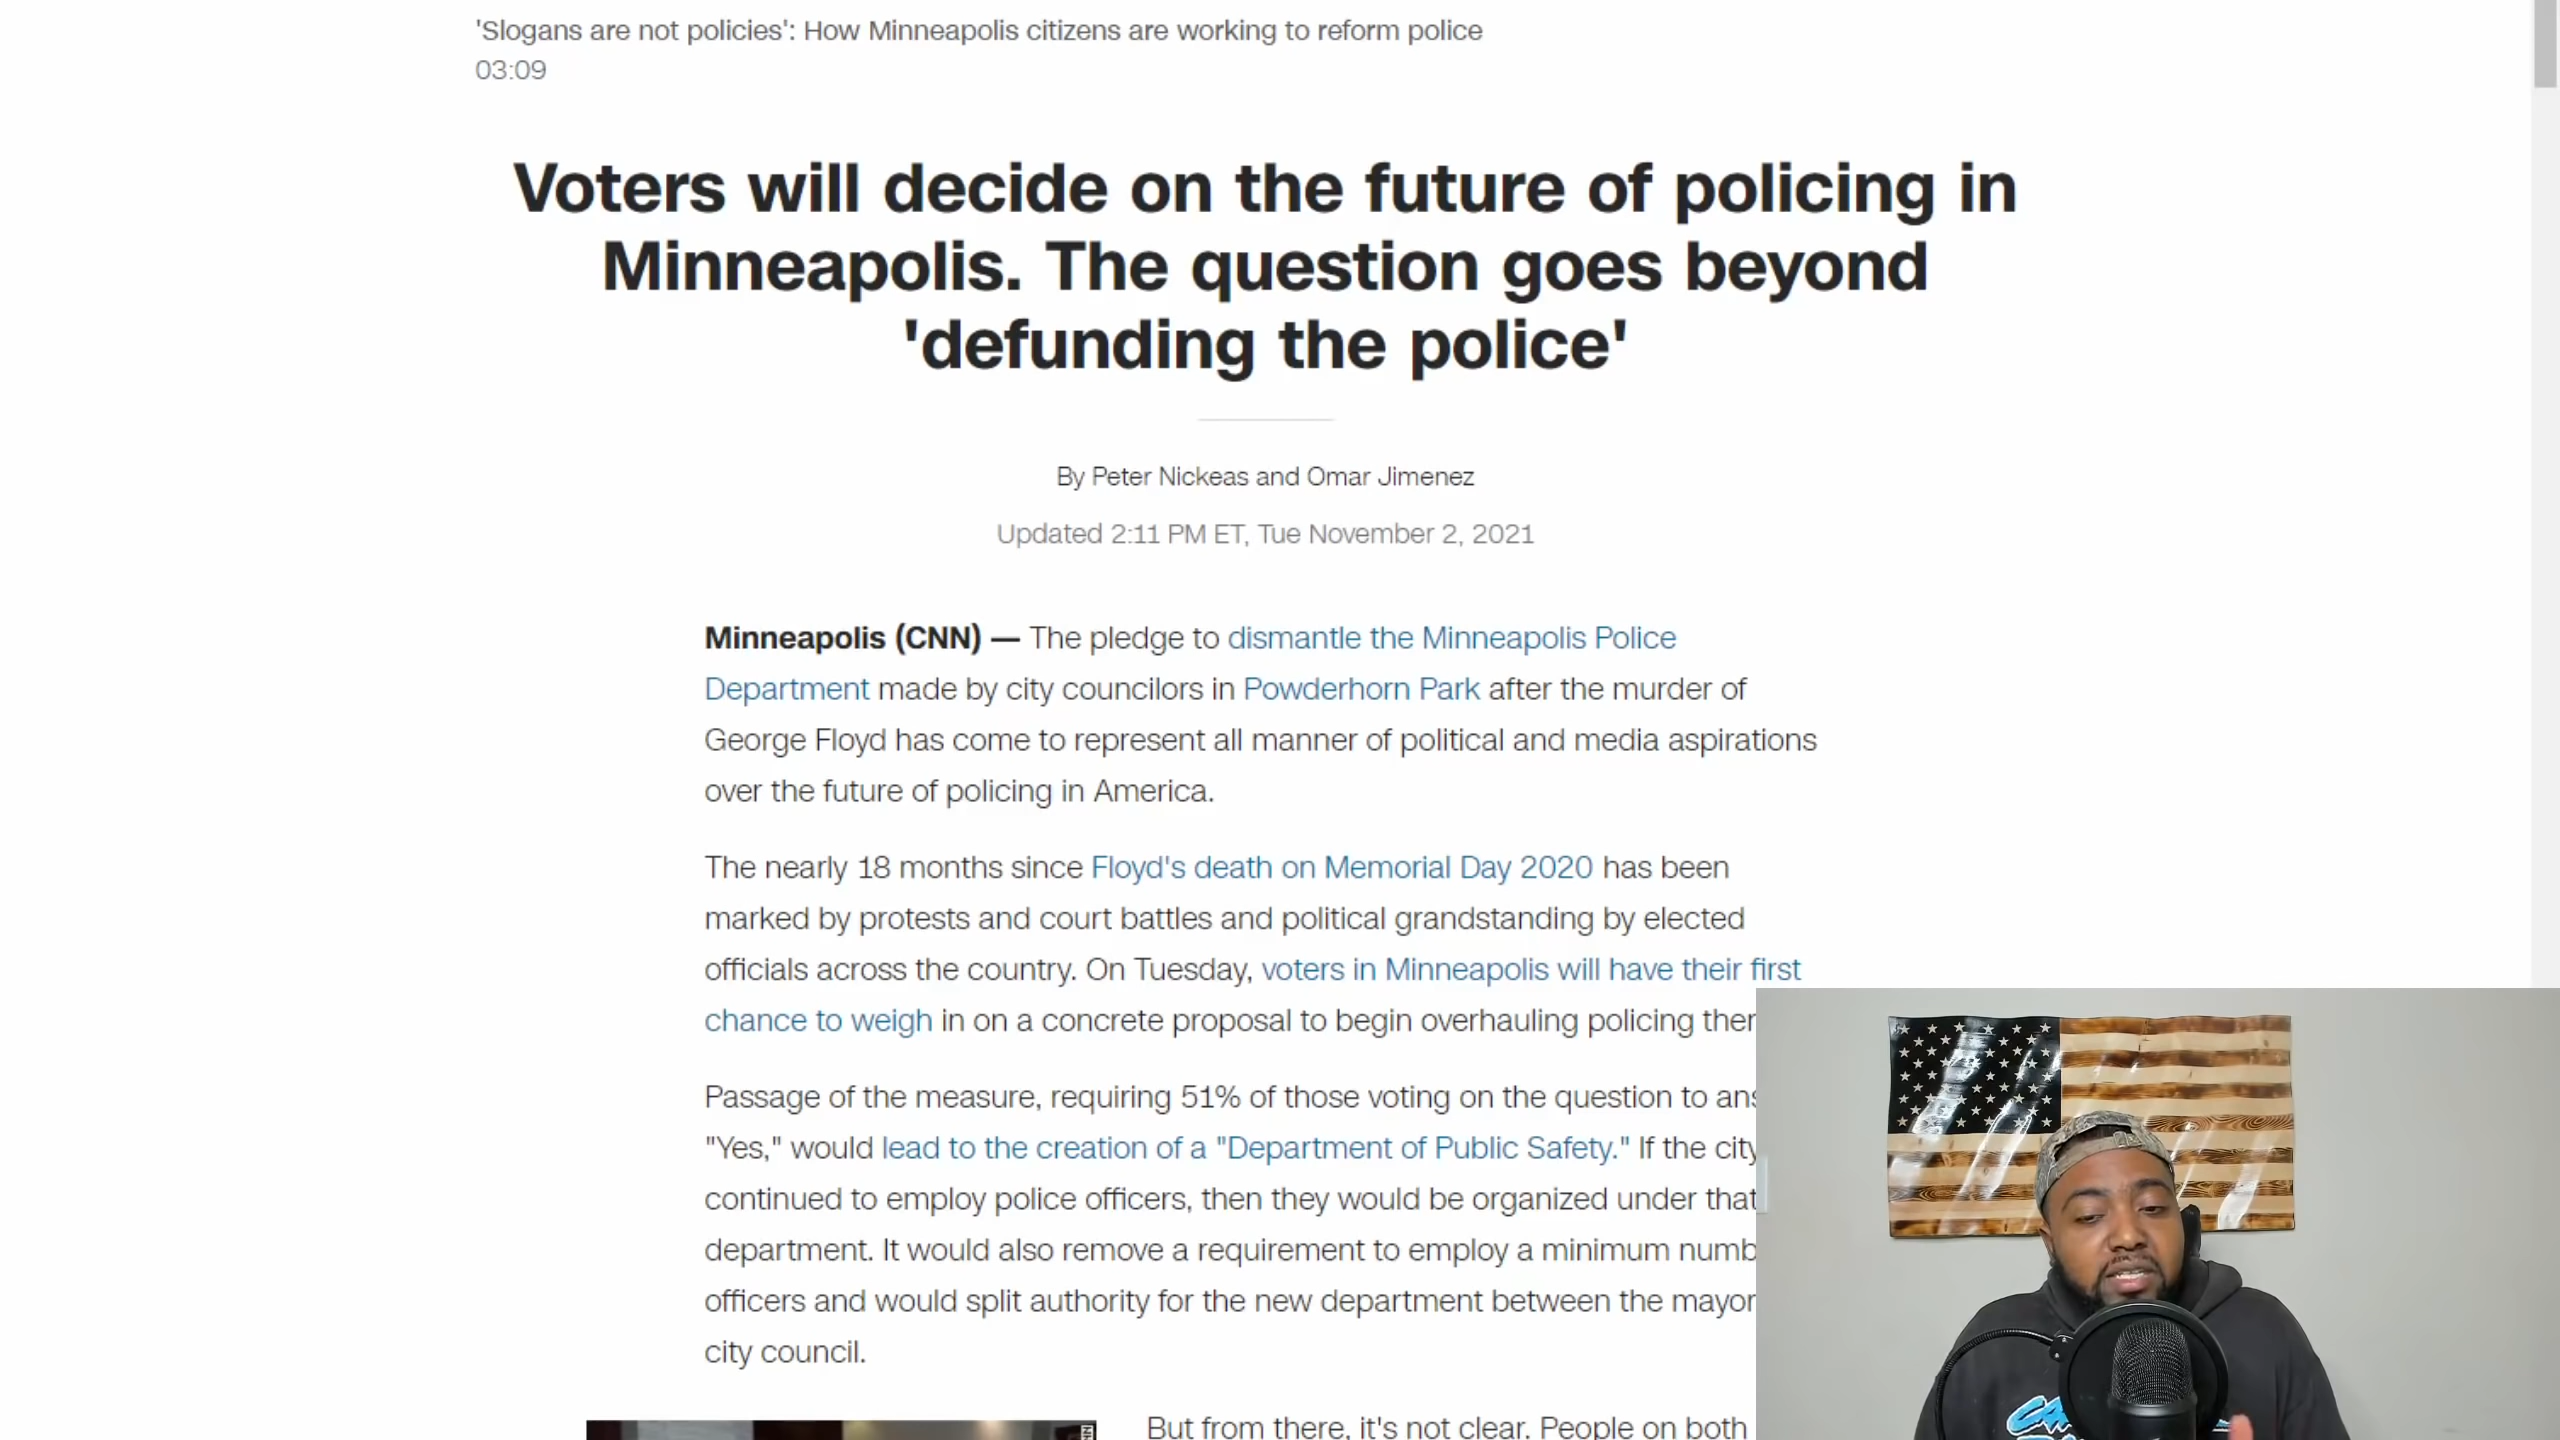 'Slogans are not policies': How Minneapolis citizens are working to reform police
03:09
Voters will decide on the future of policing in
Minneapolis. The question goes beyond
'defunding the police'
By Peter Nickeas and Omar Jimenez
Updated 2:11 PM ET, Tue November 2, 2021
Minneapolis (CNN) — The pledge to dismantle the Minneapolis Police
Department made by city councilors in Powderhorn Park after the murder of
George Floyd has come to represent all manner of political and media aspirations
over the future of policing in America.
The nearly 18 months since Floyd's death on Memorial Day 2020 has been
marked by protests and court battles and political grandstanding by elected
officials across the country. On Tuesday, voters in Minneapolis will have their first
chance to weigh in on a concrete proposal to begin overhauling policing
Passage of the measure, requiring 51% of those voting on the question to
"Yes," would lead to the creation of a "Department of Public Safety." If the city
continued to employ police officers, then they would be organized under that
department. It would also remove a requirement to employ a minimum
officers and would split authority for the new department between the mayor
city council.
But from there, it's not clear. People on both